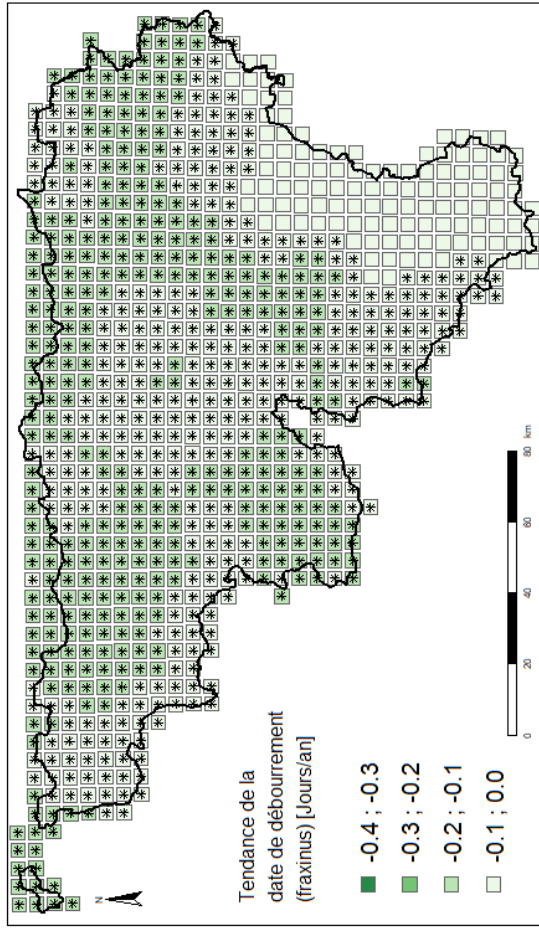 N
Tendance de la
date de débourrement
(fraxinus) [Jours/an]
-0.4 ; -0.3
-0.3 ; -0.2
-0.2 ; -0.1
-0.1 ; 0.0
0 20 40 60 80 km